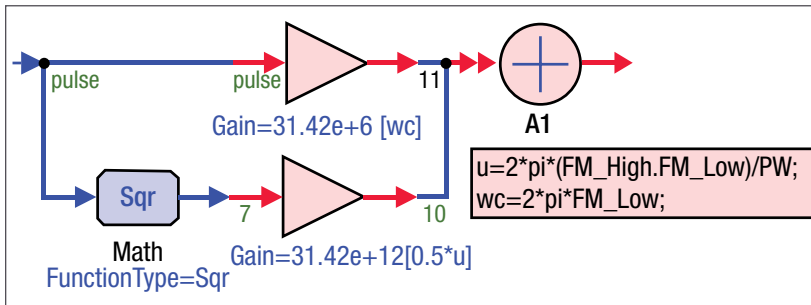 pulse
pulse
11
Gain=31.42e+6 [wc]
A1
u=2*pi*(FM_High.FM_Low)/PW;
wc=2*pi*FM_Low;
Sqr
7
10
Math
FunctionType=Sqr
Gain=31.42e+12[0.5*u]